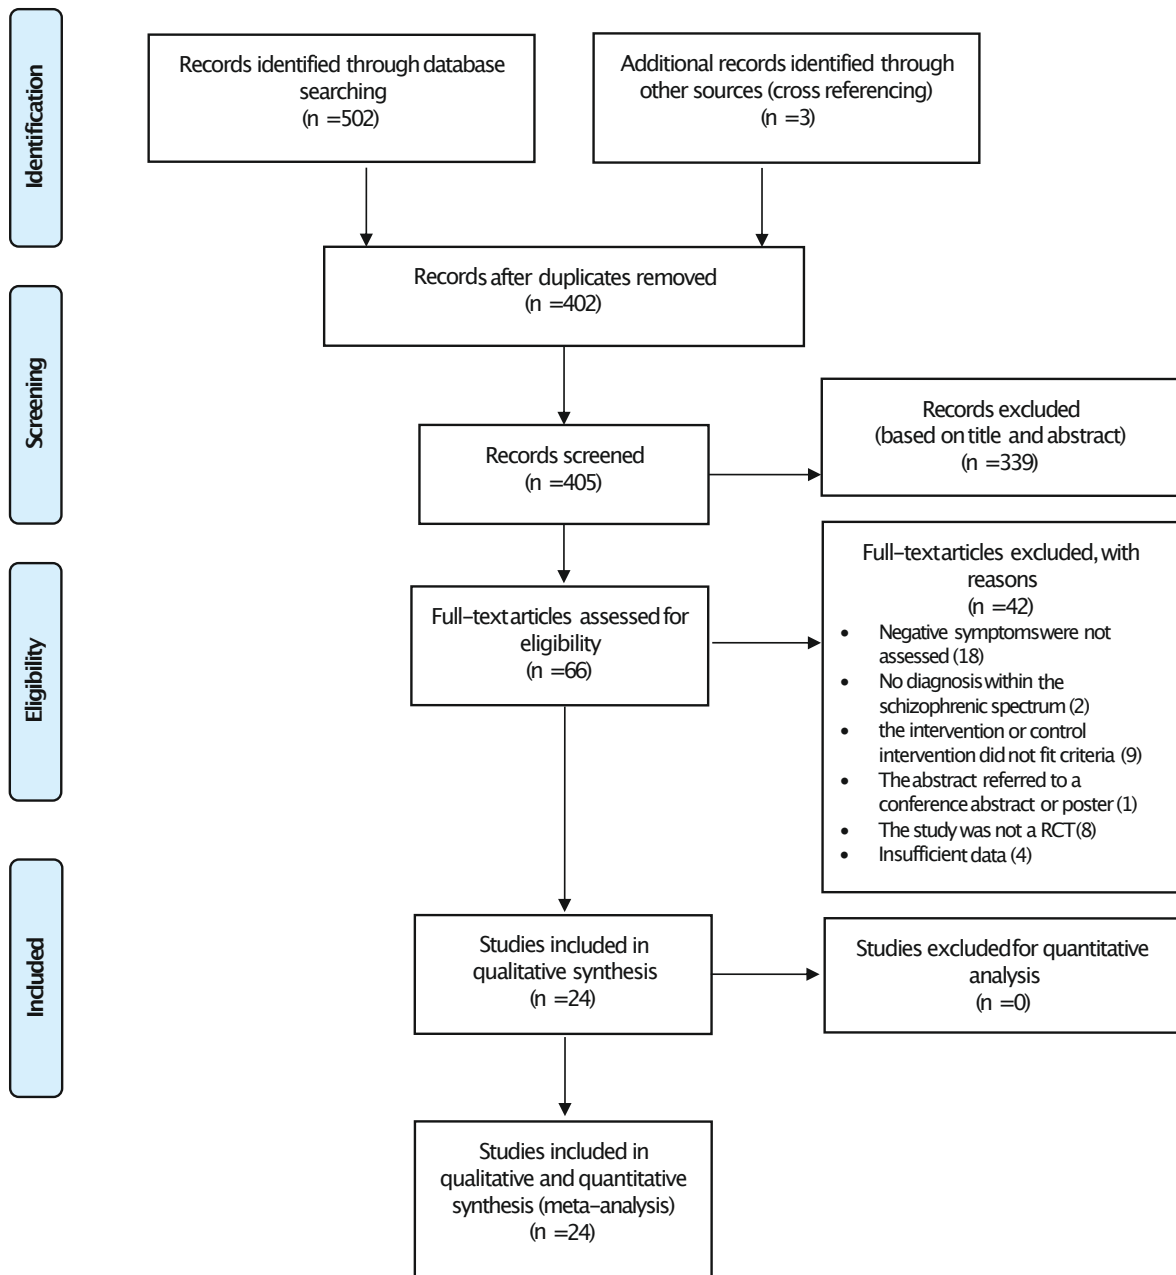 Identification
Records identified through database
searching
(n =502)
Additional records identified through
other sources (cross referencing)
(n =3)
Records after duplicates removed
(n =402)
Screening
Records screened
(n =405)
Records excluded
(based on title and abstract)
(n =339)
Eligibility
Full-text articles assessed for
eligibility
(n =66)
Full-text articles excluded, with
reasons
(n =42)
• Negative symptoms were not
assessed (18)
• No diagnosis within the
schizophrenic spectrum (2)
• the intervention or control
intervention did not fit criteria (9)
• The abstract referred to a
conference abstract or poster (1)
• The study was not a RCT (8)
• Insufficient data (4)
Included
Studies included in
qualitative synthesis
(n =24)
Studies excluded for quantitative
analysis
(n =0)
Studies included in
qualitative and quantitative
synthesis (meta-analysis)
(n =24)